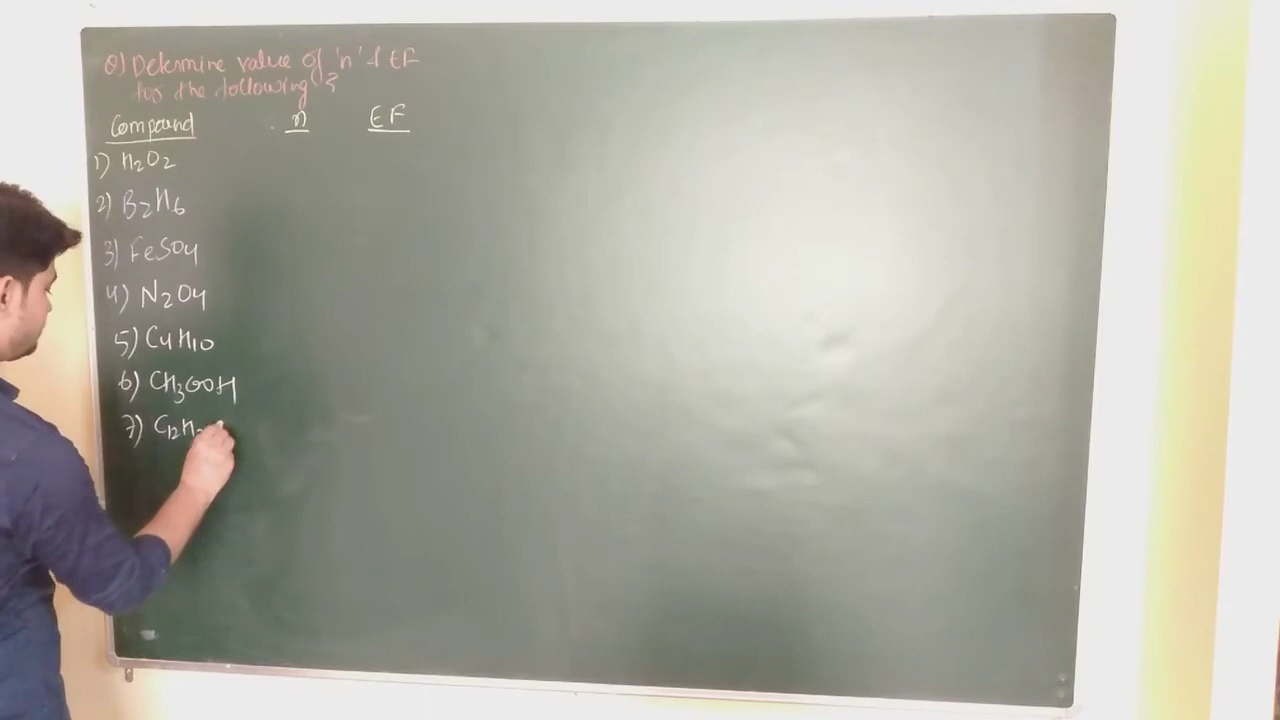 Q) Determine value of 'n' & EF
for the following ?
Compound n EF
1) H2O2
2) B2H6
3) FeSO4
4) N2O4
5) C4H10
6) CH3COOH
7) C12H2